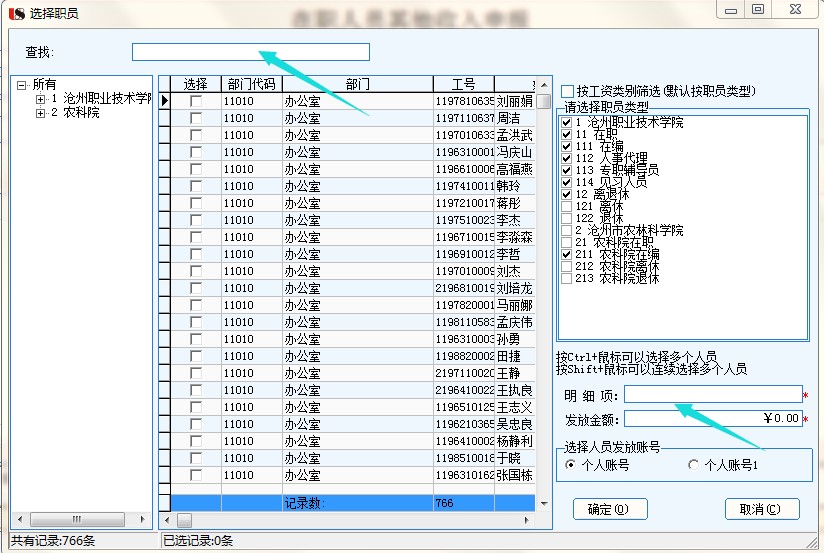 选择职员
在职人员其他收入申报
查找:
所有
1 沧州职业技术学院
2 农科院
选择 部门代码 部门 工号
11010 办公室 1197810635 刘丽娟
11010 办公室 1197110637 周洁
11010 办公室 1197010633 孟洪武
11010 办公室 1196310001 冯庆山
11010 办公室 1196610006 高福燕
11010 办公室 1197410011 韩玲
11010 办公室 1197210017 蒋彤
11010 办公室 1197510023 李杰
11010 办公室 1196710015 李淼森
11010 办公室 1196910012 李哲
11010 办公室 1197010009 刘杰
11010 办公室 2196810019 刘培龙
11010 办公室 1197820001 马丽娜
11010 办公室 1198110583 孟庆伟
11010 办公室 1196310003 孙勇
11010 办公室 1198820002 田捷
11010 办公室 2197110020 王静
11010 办公室 2196410022 王执良
11010 办公室 1196510125 王志义
11010 办公室 1196210365 吴忠良
11010 办公室 1196410002 杨静利
11010 办公室 1198510018 于晓
11010 办公室 1196310162 张国栋
记录数: 766
按工资类别筛选(默认按职员类型)
请选择职员类型
1 沧州职业技术学院
11 在职
111 在编
112 人事代理
113 专职辅导员
114 见习人员
12 离退休
121 离休
122 退休
2 沧州市农林科学院
21 农科院在职
211 农科院在编
212 农科院离休
213 农科院退休
按Ctrl+鼠标可以选择多个人员
按Shift+鼠标可以连续选择多个人员
明 细 项: *
发放金额: ￥0.00 *
选择人员发放账号
个人账号 个人账号1
确定(O) 取消(C)
共有记录:766条 已选记录:0条